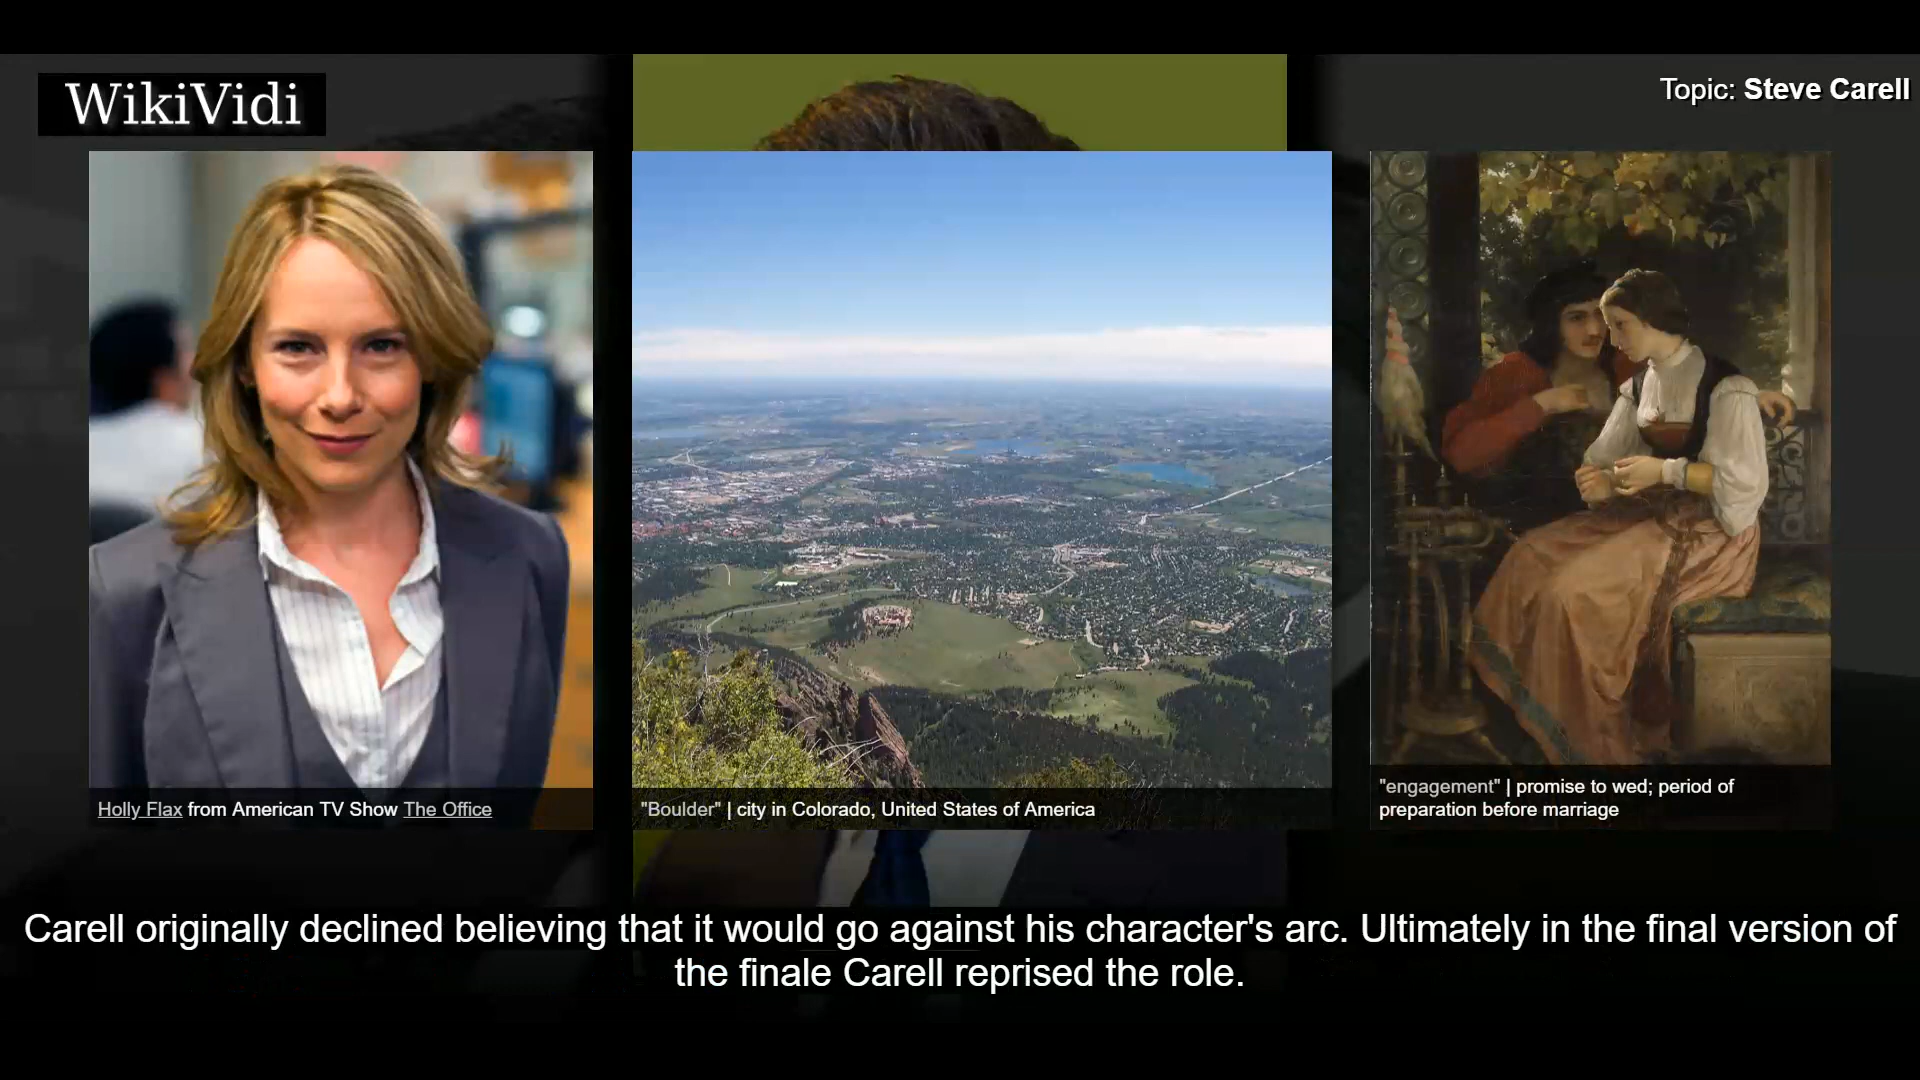 WikiVidi
Topic: Steve Carell
Holly Flax from American TV Show The Office
"Boulder" | city in Colorado, United States of America
"engagement" | promise to wed; period of
preparation before marriage
Carell originally declined believing that it would go against his character's arc. Ultimately in the final version of
the finale Carell reprised the role.